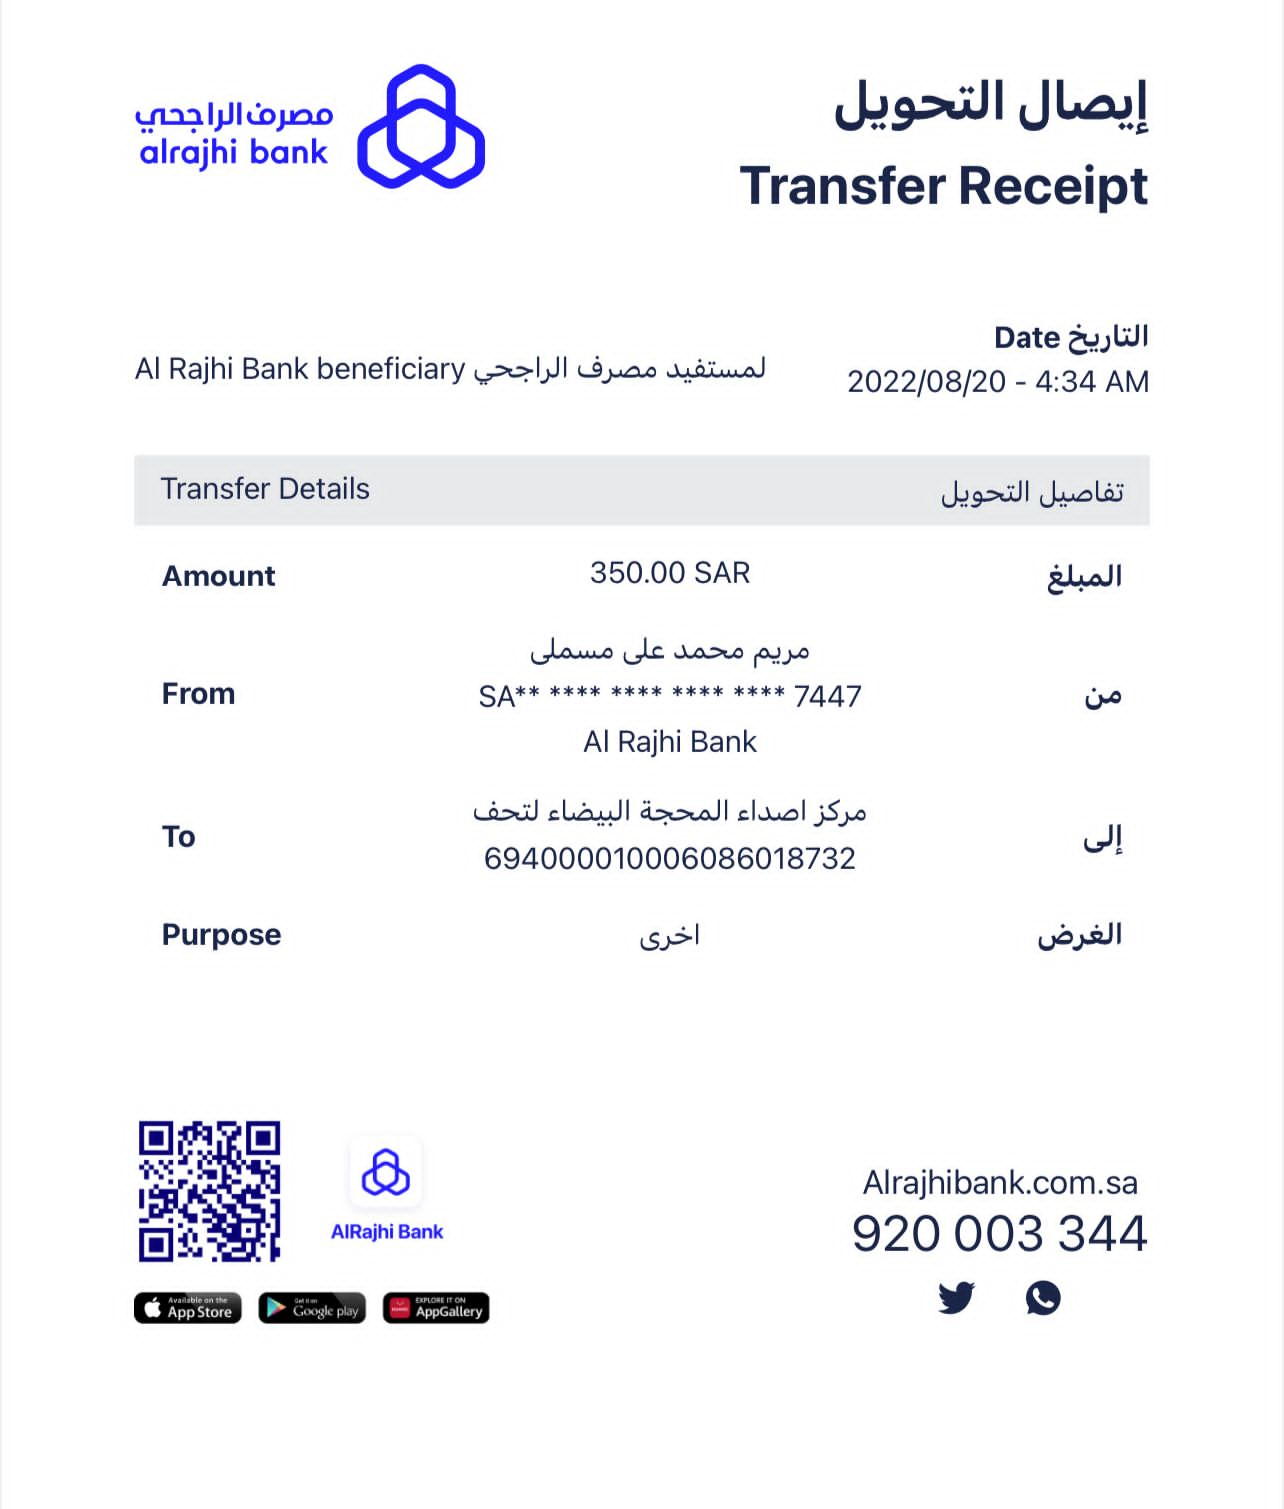 إيصال التحويل
Transfer Receipt
مصرف الراجحي
alrajhi bank
التاريخ Date
2022/08/20 - 4:34 AM
لمستفيد مصرف الراجحي Al Rajhi Bank beneficiary
تفاصيل التحويل Transfer Details
المبلغ 350.00 SAR Amount
مريم محمد على مسملى
من SA** **** **** **** **** 7447 From
Al Rajhi Bank
مركز اصداء المحجة البيضاء لتحف
إلى To
694000010006086018732
الغرض اخرى Purpose
AlRajhi Bank
Available on the
App Store
Get it on
Google play
EXPLORE IT ON
AppGallery
HUAWEI
Alrajhibank.com.sa
920 003 344